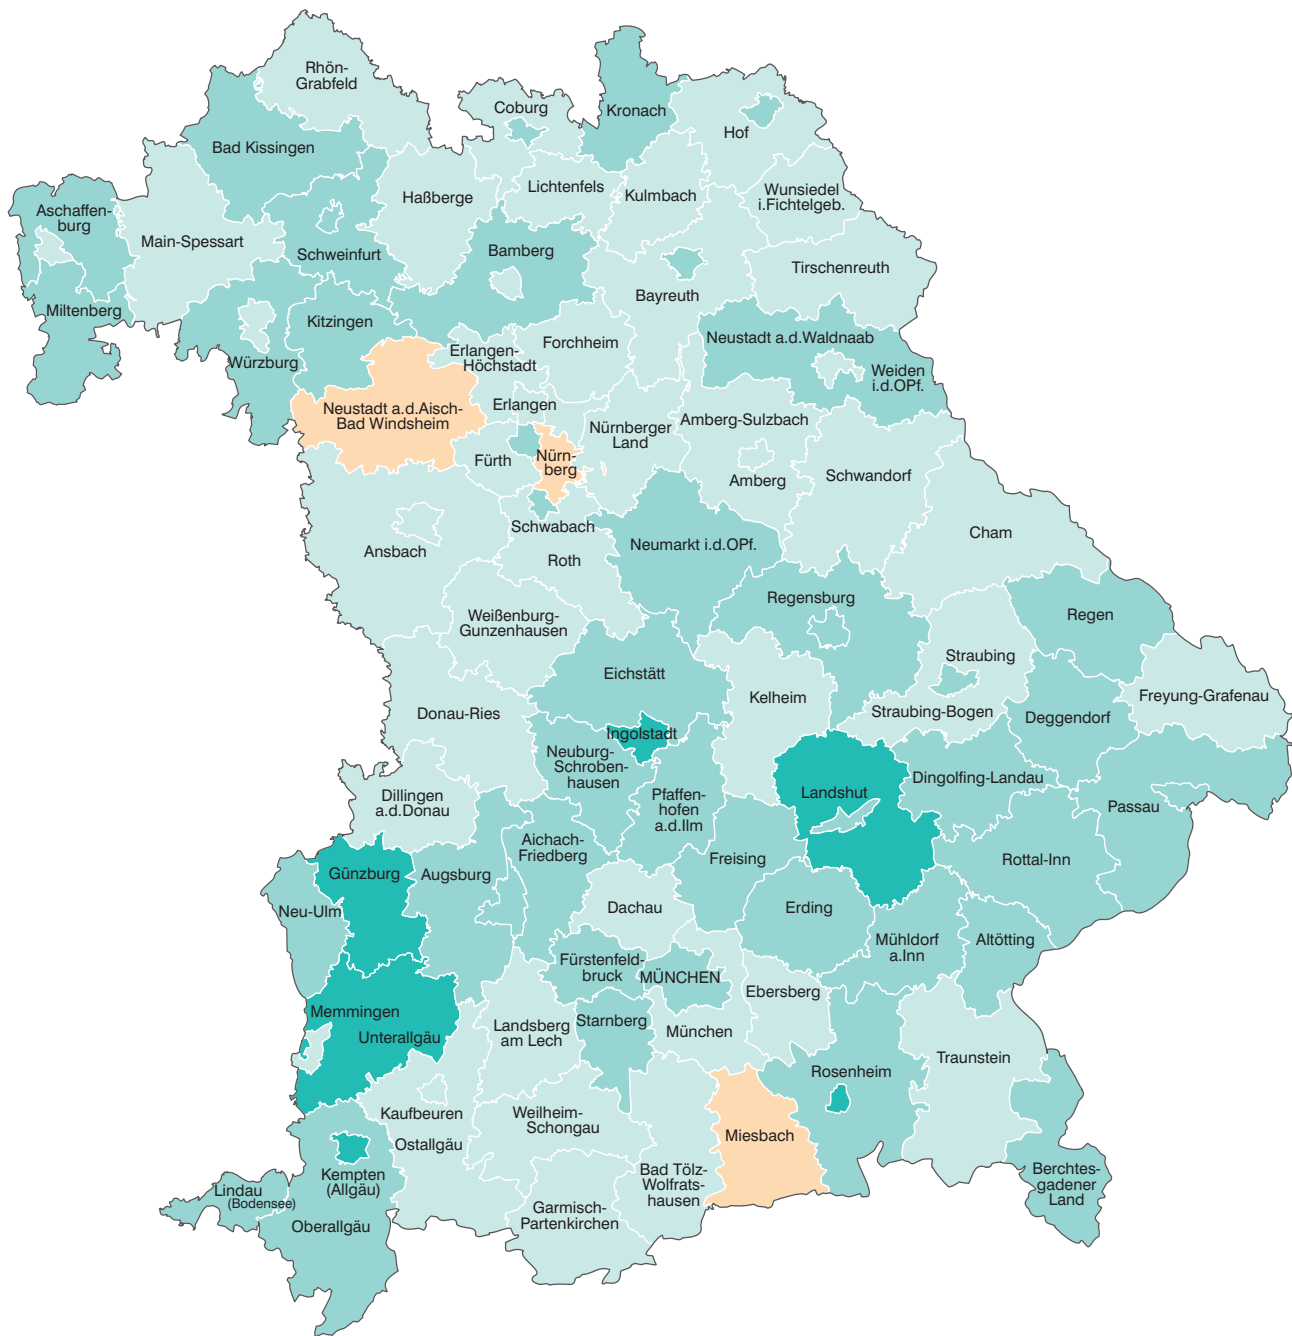 Rhön-
Grabfeld
Coburg
Kronach
Hof
Bad Kissingen
Haßberge
Lichtenfels
Kulmbach
Wunsiedel
i.Fichtelgeb.
Aschaffen-
burg
Main-Spessart
Schweinfurt
Bamberg
Bayreuth
Tirschenreuth
Miltenberg
Kitzingen
Würzburg
Erlangen-
Höchstadt
Forchheim
Neustadt a.d.Waldnaab
Weiden
i.d.OPf.
Neustadt a.d.Aisch-
Bad Windsheim
Erlangen
Nürnberger
Land
Amberg-Sulzbach
Fürth
Nürn-
berg
Amberg
Schwandorf
Ansbach
Schwabach
Roth
Neumarkt i.d.OPf.
Cham
Weißenburg-
Gunzenhausen
Regensburg
Regen
Eichstätt
Straubing
Kelheim
Freyung-Grafenau
Donau-Ries
Straubing-Bogen
Deggendorf
Ingolstadt
Neuburg-
Schroben-
hausen
Dingolfing-Landau
Dillingen
a.d.Donau
Pfaffen-
hofen
a.d.Ilm
Landshut
Passau
Aichach-
Friedberg
Freising
Rottal-Inn
Günzburg
Augsburg
Neu-Ulm
Dachau
Erding
Mühldorf
a.Inn
Altötting
Fürstenfeld-
bruck
MÜNCHEN
Ebersberg
Memmingen
Unterallgäu
Landsberg
am Lech
Starnberg
München
Traunstein
Rosenheim
Kaufbeuren
Ostallgäu
Weilheim-
Schongau
Miesbach
Kempten
(Allgäu)
Bad Tölz-
Wolfrats-
hausen
Berchtes-
gadener
Land
Lindau
(Bodensee)
Oberallgäu
Garmisch-
Partenkirchen